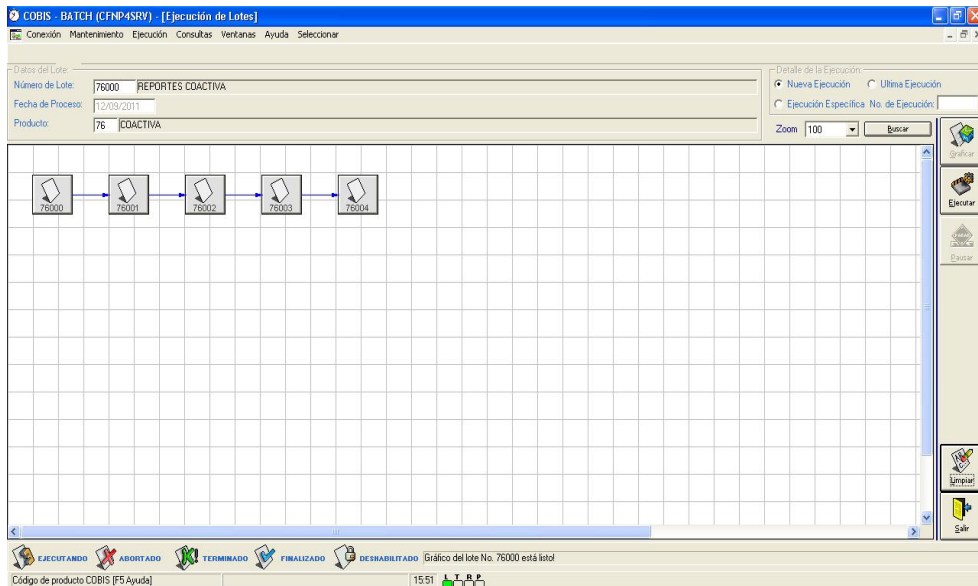 COBIS - BATCH (CFNP4SRV) - [Ejecución de Lotes]
Conexión Mantenimiento Ejecución Consultas Ventanas Ayuda Seleccionar
Datos del Lote:
Número de Lote: 76000 REPORTES COACTIVA
Fecha de Proceso: 12/09/2011
Producto: 76 COACTIVA
Detalle de la Ejecución:
Nueva Ejecución Ultima Ejecución
Ejecución Específica No. de Ejecución:
Zoom 100 Buscar
Graficar
Ejecutar
Pausar
76000 76001 76002 76003 76004
Limpiar
Salir
EJECUTANDO ABORTADO TERMINADO FINALIZADO DESHABILITADO Gráfico del lote No. 76000 está listo!
Código de producto COBIS [F5 Ayuda] 15:51 L T R P